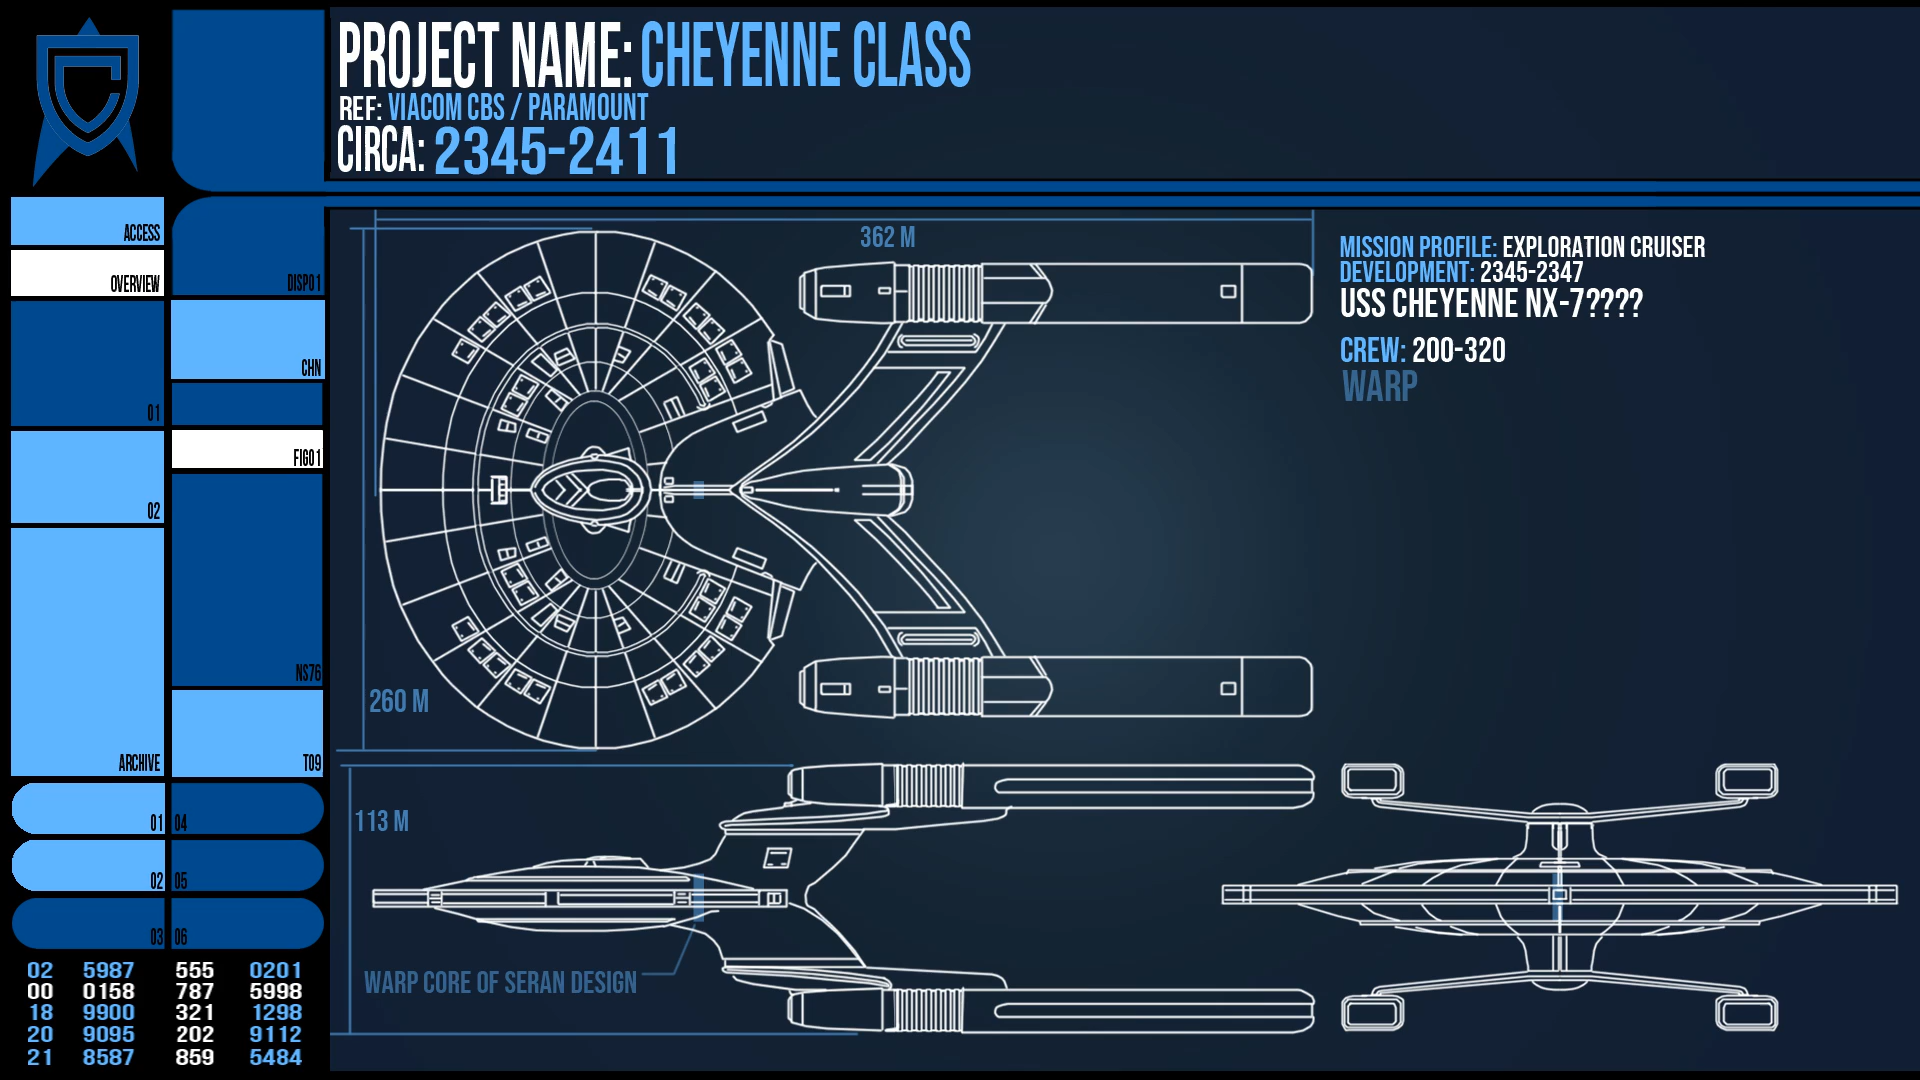 PROJECT NAME: CHEYENNE CLASS
REF: VIACOM CBS / PARAMOUNT
CIRCA: 2345-2411
ACCESS
OVERVIEW
01
02
ARCHIVE
DISP01
CHN
FIG01
NS76
T09
01 04
02 05
03 06
02 5987 555 0201
00 0158 787 5998
18 9900 321 1298
20 9095 202 9112
21 8587 859 5484
362 M
260 M
113 M
WARP CORE OF SERAN DESIGN
MISSION PROFILE: EXPLORATION CRUISER
DEVELOPMENT: 2345-2347
USS CHEYENNE NX-7????
CREW: 200-320
WARP